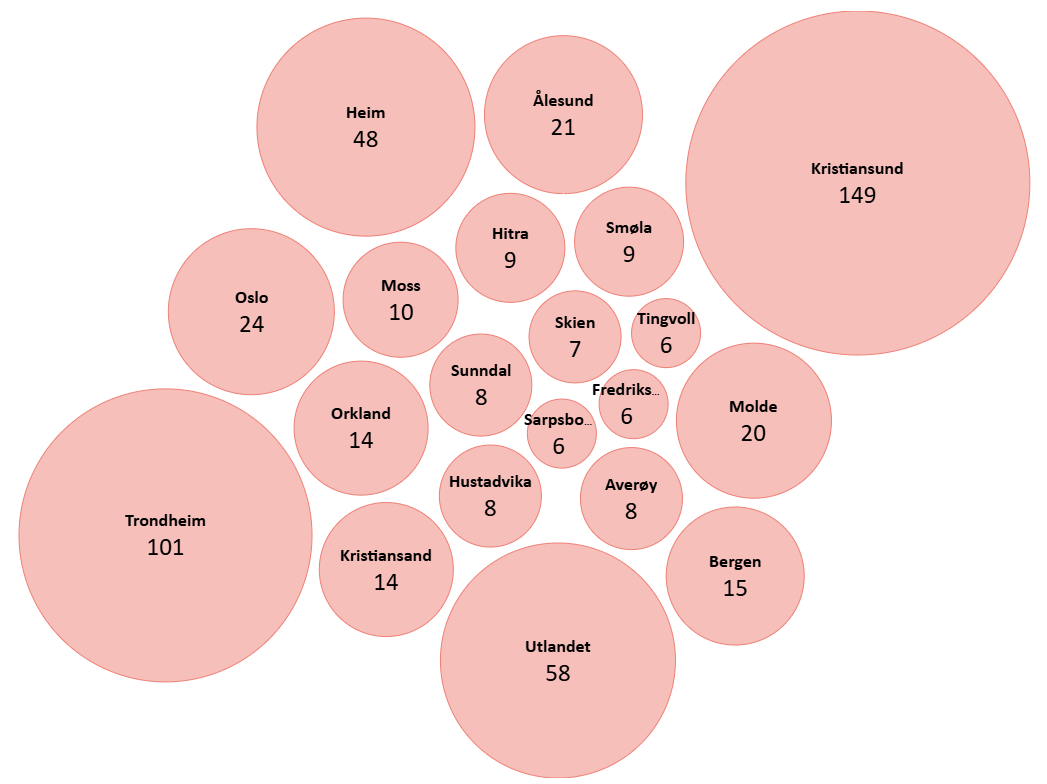 Heim
48
Ålesund
21
Kristiansund
149
Hitra
9
Smøla
9
Oslo
24
Moss
10
Skien
7
Tingvoll
6
Sunndal
8
Fredriks...
6
Orkland
14
Sarpsbo...
6
Molde
20
Hustadvika
8
Averøy
8
Trondheim
101
Kristiansand
14
Bergen
15
Utlandet
58